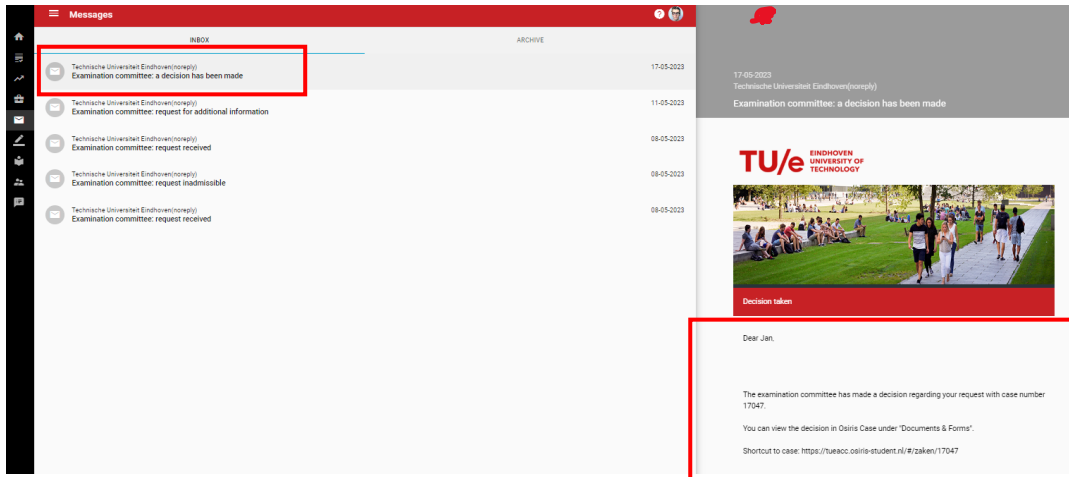 Messages
?
INBOX
ARCHIVE
Technische Universiteit Eindhoven(noreply)
17-05-2023
Examination committee: a decision has been made
Technische Universiteit Eindhoven(noreply)
11-05-2023
Examination committee: request for additional information
Technische Universiteit Eindhoven(noreply)
08-05-2023
Examination committee: request received
Technische Universiteit Eindhoven(noreply)
08-05-2023
Examination committee: request inadmissible
Technische Universiteit Eindhoven(noreply)
08-05-2023
Examination committee: request received
17-05-2023
Technische Universiteit Eindhoven(noreply)
Examination committee: a decision has been made
TU/e EINDHOVEN
UNIVERSITY OF
TECHNOLOGY
Decision taken
Dear Jan,
The examination committee has made a decision regarding your request with case number
17047.
You can view the decision in Osiris Case under "Documents & Forms".
Shortcut to case: https://tueacc.osiris-student.nl/#/zaken/17047